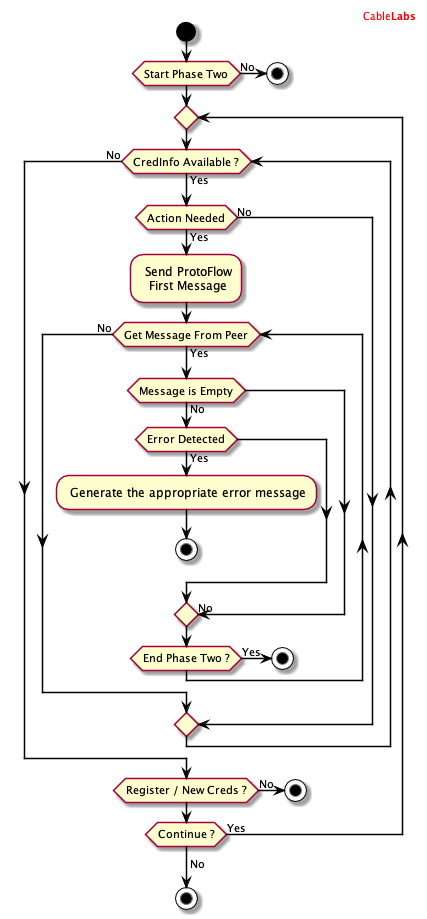 CableLabs
Start Phase Two
No
No
CredInfo Available ?
Yes
Action Needed
No
Yes
Send ProtoFlow
First Message
No
Get Message From Peer
Yes
Message is Empty
No
Error Detected
Yes
Generate the appropriate error message
No
End Phase Two ?
Yes
Register / New Creds ?
No
Continue ?
Yes
No